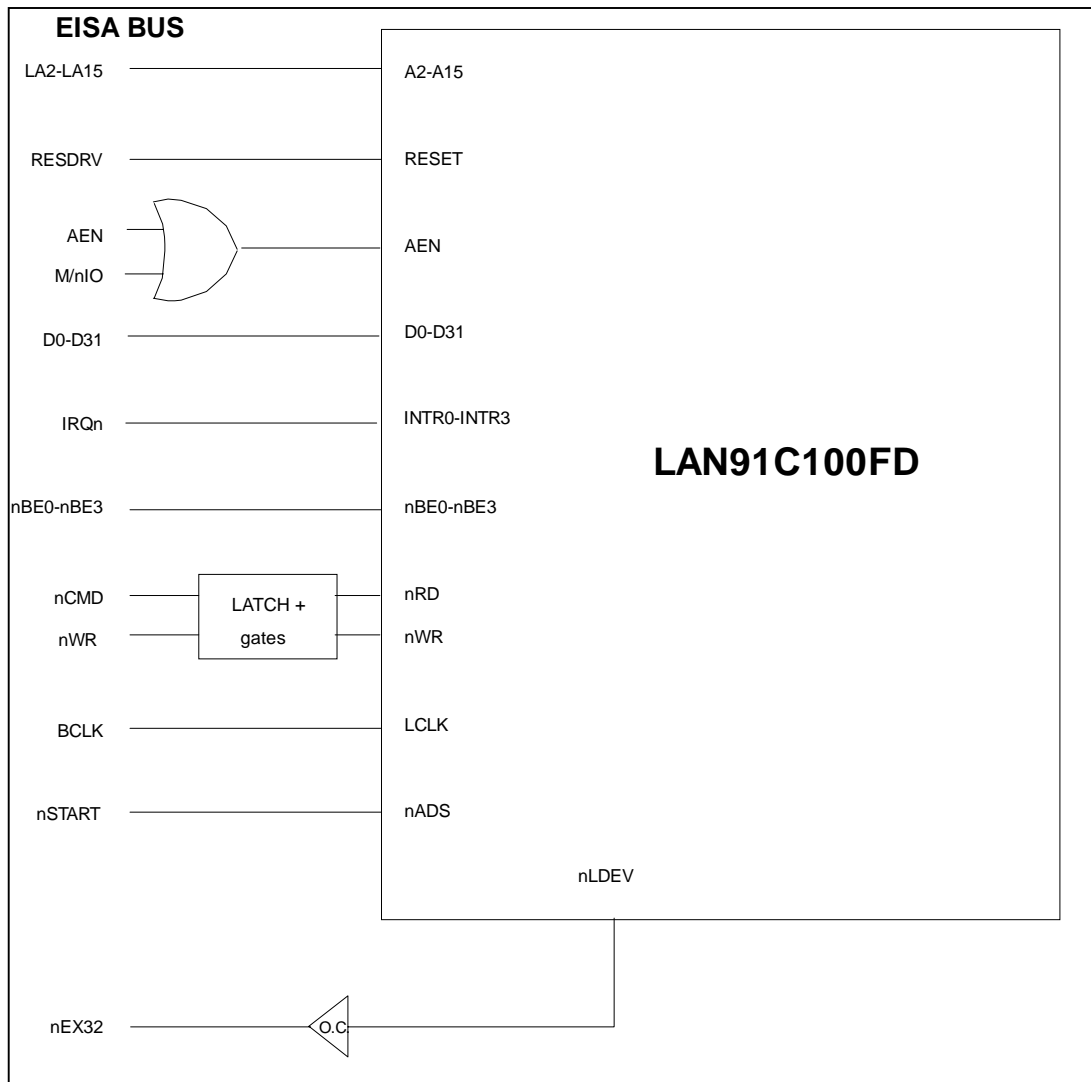 EISA BUS
LA2-LA15 A2-A15
RESDRV RESET
AEN AEN
M/nIO
D0-D31 D0-D31
IRQn INTR0-INTR3
LAN91C100FD
nBE0-nBE3 nBE0-nBE3
nCMD LATCH + nRD
nWR gates nWR
BCLK LCLK
nSTART nADS
nLDEV
nEX32 O.C.